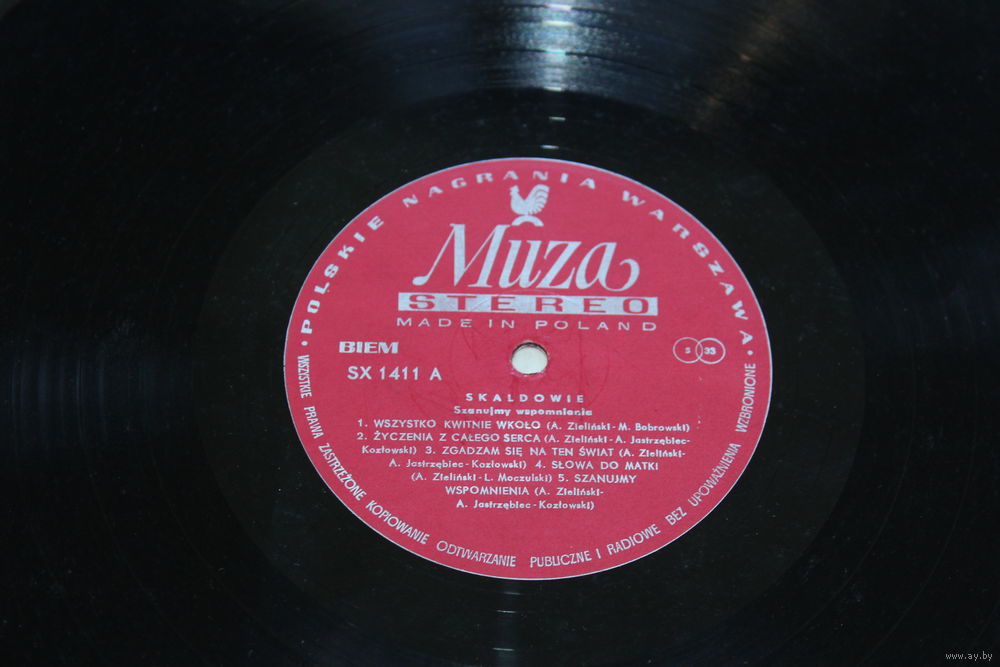 POLSKIE NAGRANIA WARSZAWA
Muza
STEREO
MADE IN POLAND
BIEM
S 33
SX 1411 A
SKALDOWIE
Szanujmy wspomnienia
1. WSZYSTKO KWITNIE WKOŁO (A. Zieliński - M. Bobrowski)
2. ŻYCZENIA Z CAŁEGO SERCA (A. Zieliński - A. Jastrzębiec-
Kozłowski) 3. ZGADZAM SIĘ NA TEN ŚWIAT (A. Zieliński-
A. Jastrzębiec - Kozłowski) 4. SŁOWA DO MATKI
(A. Zieliński - L. Moczulski) 5. SZANUJMY
WSPOMNIENIA (A. Zieliński-
A. Jastrzębiec - Kozłowski)
WSZYSTKIE PRAWA ZASTRZEŻONE KOPIOWANIE ODTWARZANIE PUBLICZNE I RADIOWE BEZ UPOWAŻNIENIA WZBRONIONE
www.ay.by